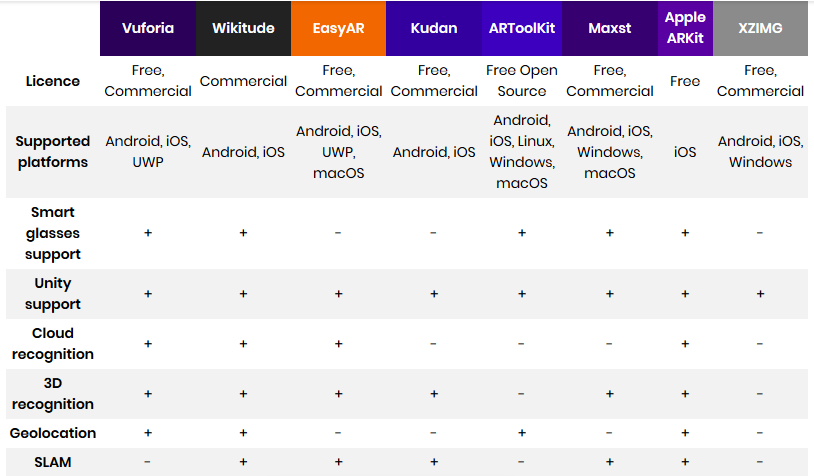 Vuforia Wikitude EasyAR Kudan ARToolKit Maxst Apple ARKit XZIMG
Licence Free, Commercial Commercial Free, Commercial Free, Commercial Free Open Source Free, Commercial Free Free, Commercial
Supported platforms Android, iOS, UWP Android, iOS Android, iOS, UWP, macOS Android, iOS Android, iOS, Linux, Windows, macOS Android, iOS, Windows, macOS iOS Android, iOS, Windows
Smart glasses support + + - - + + + -
Unity support + + + + + + + +
Cloud recognition + + + - - - + -
3D recognition + + + + - + + -
Geolocation + + - - + - + -
SLAM - + + + - + + -